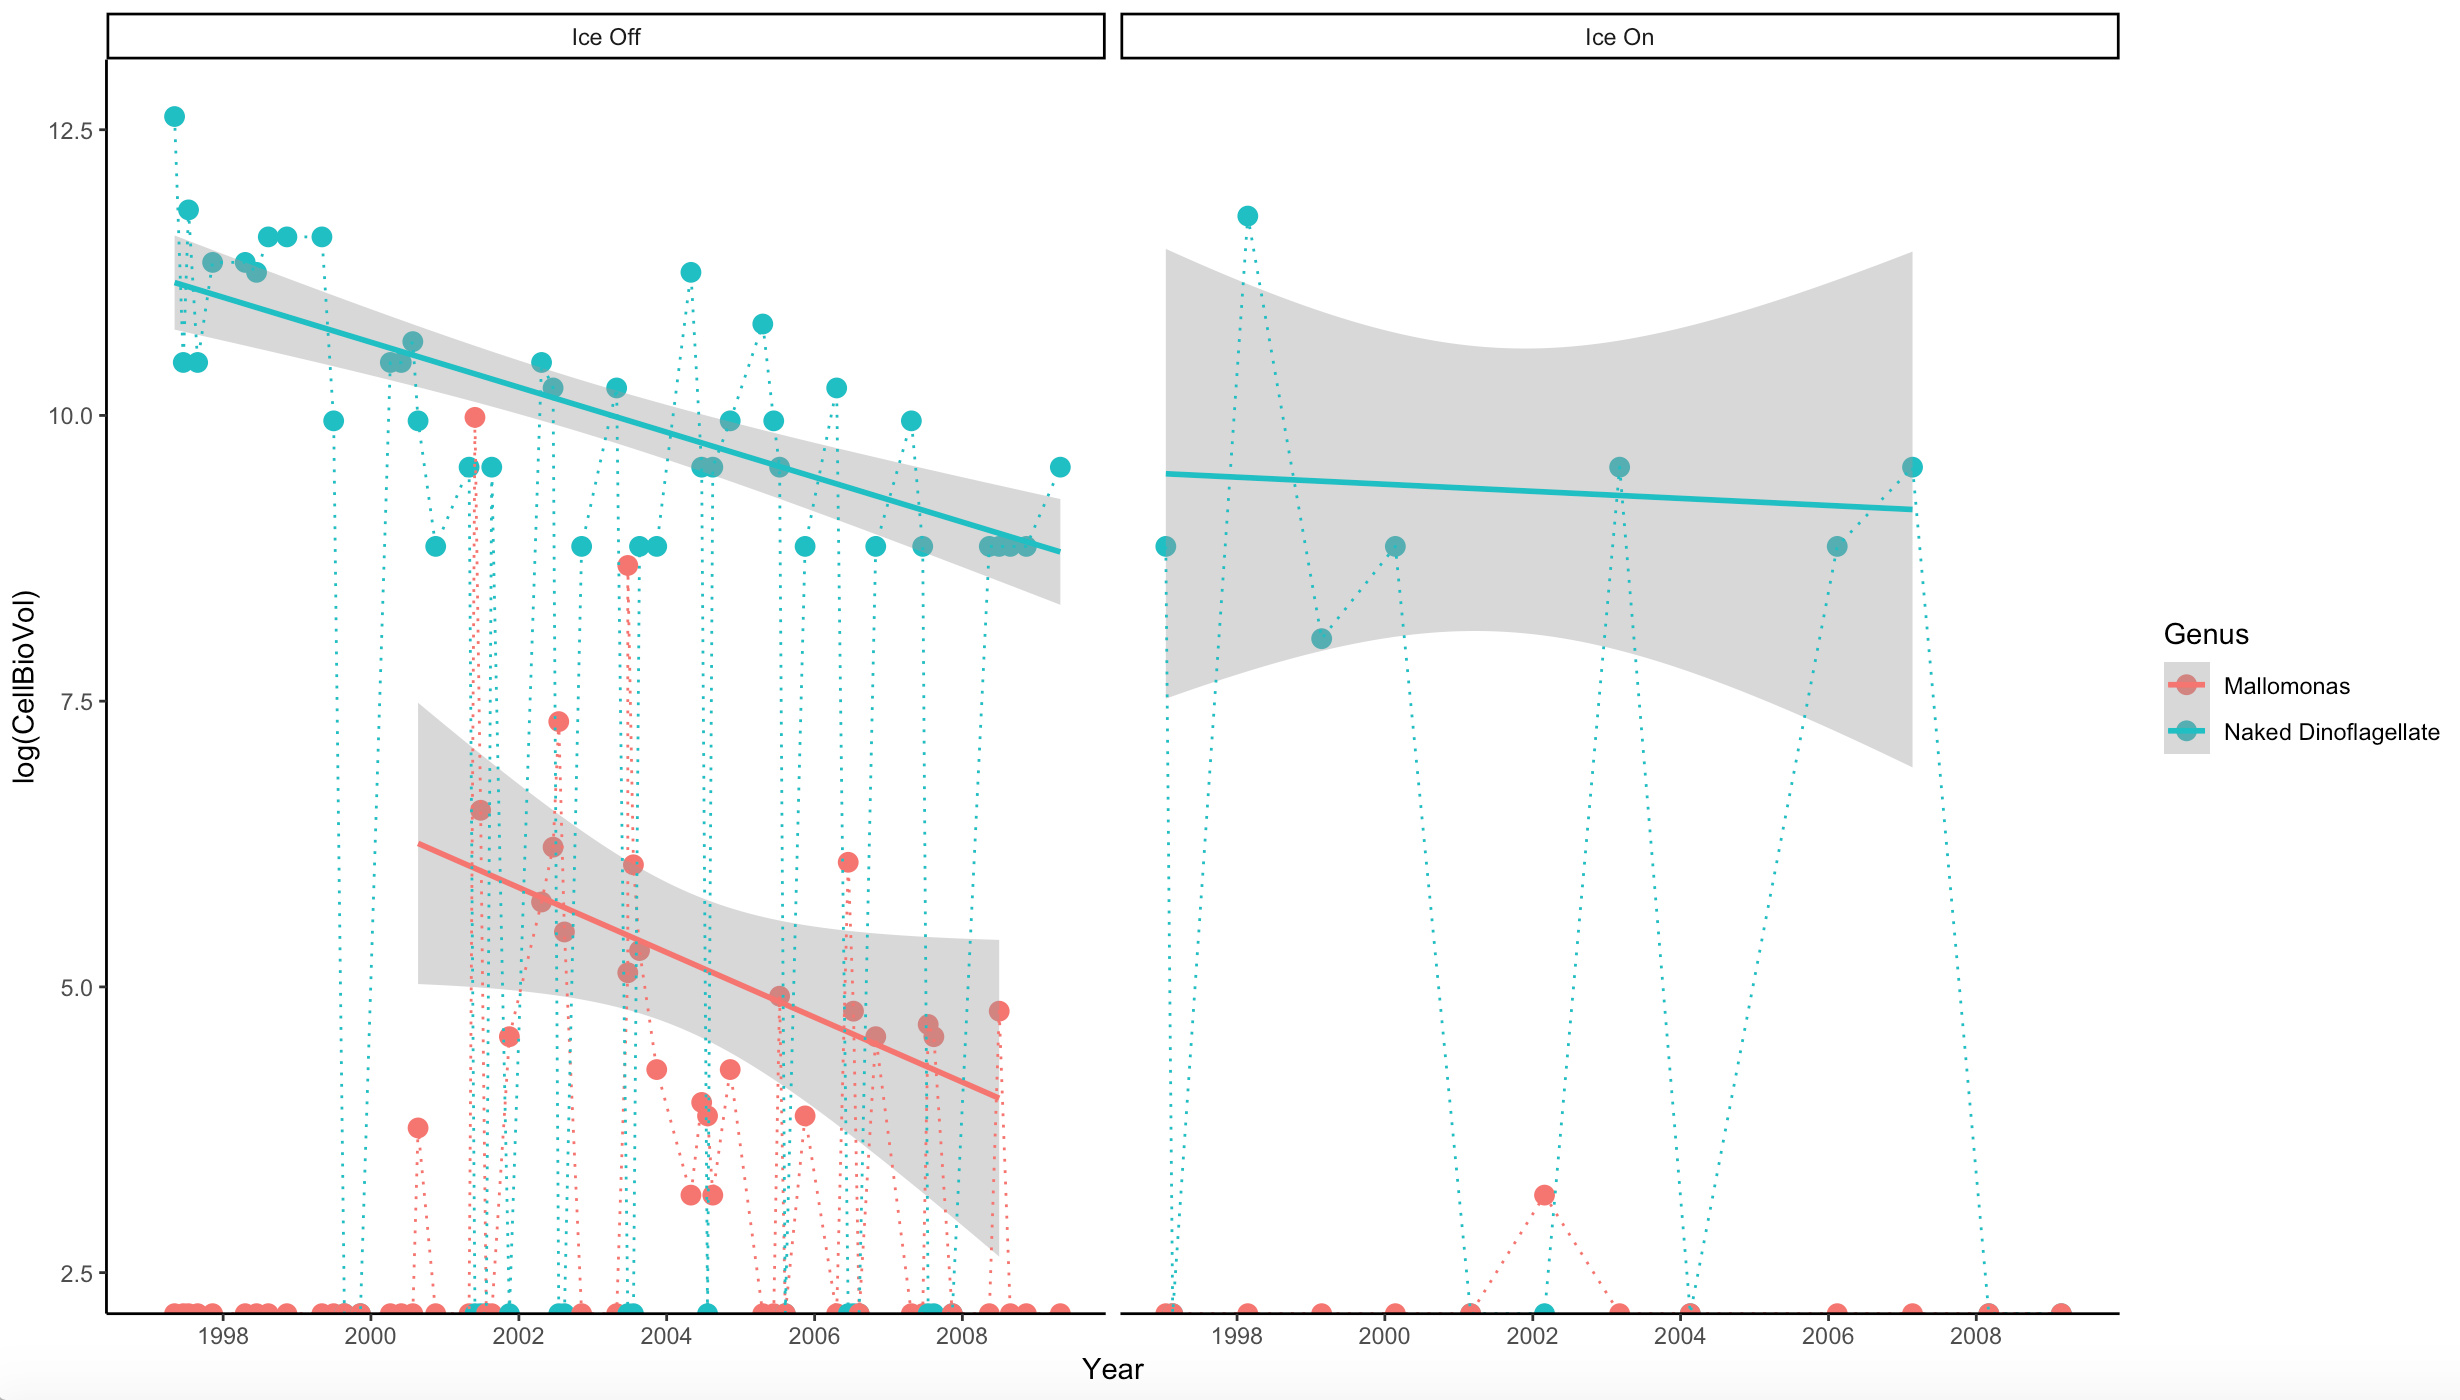 Ice Off
Ice On
12.5
10.0
7.5
5.0
2.5
log(CellBioVol)
1998 2000 2002 2004 2006 2008
1998 2000 2002 2004 2006 2008
Year
Genus
Mallomonas
Naked Dinoflagellate